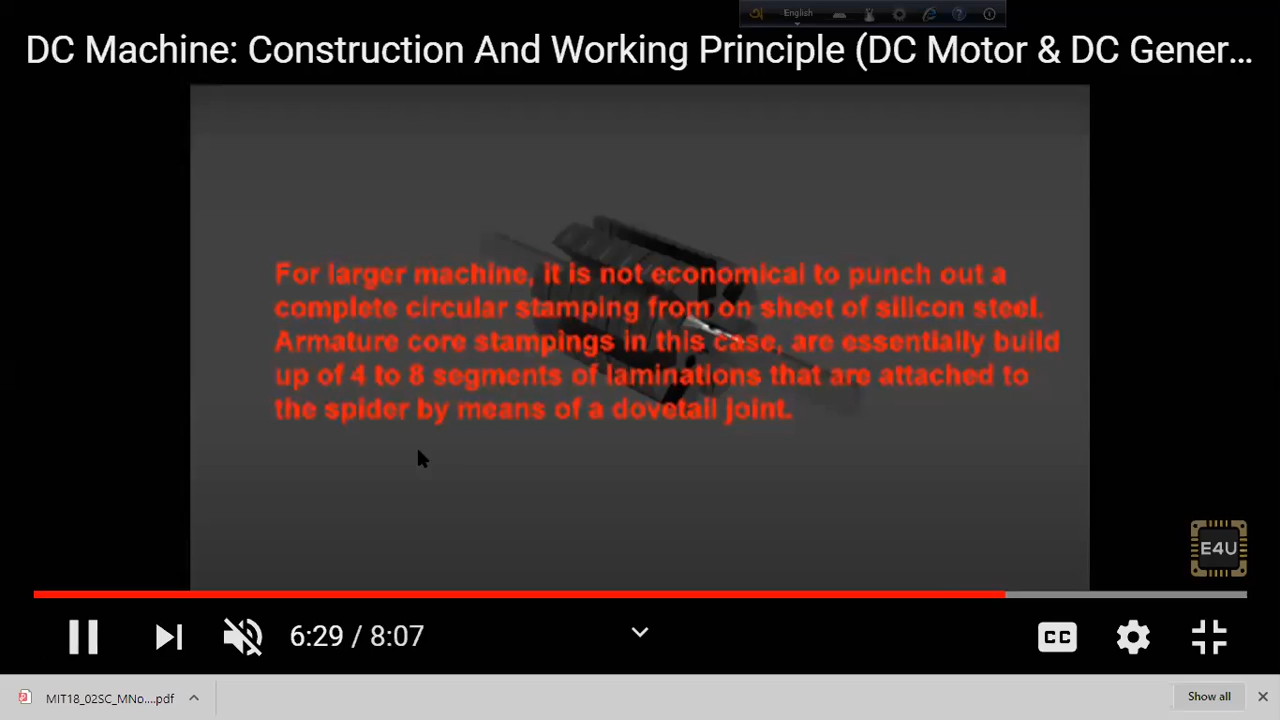 English
DC Machine: Construction And Working Principle (DC Motor & DC Gener...
For larger machine, it is not economical to punch out a
complete circular stamping from on sheet of silicon steel.
Armature core stampings in this case, are essentially build
up of 4 to 8 segments of laminations that are attached to
the spider by means of a dovetail joint.
E4U
6:29 / 8:07
CC
MIT18_02SC_MNo....pdf
Show all